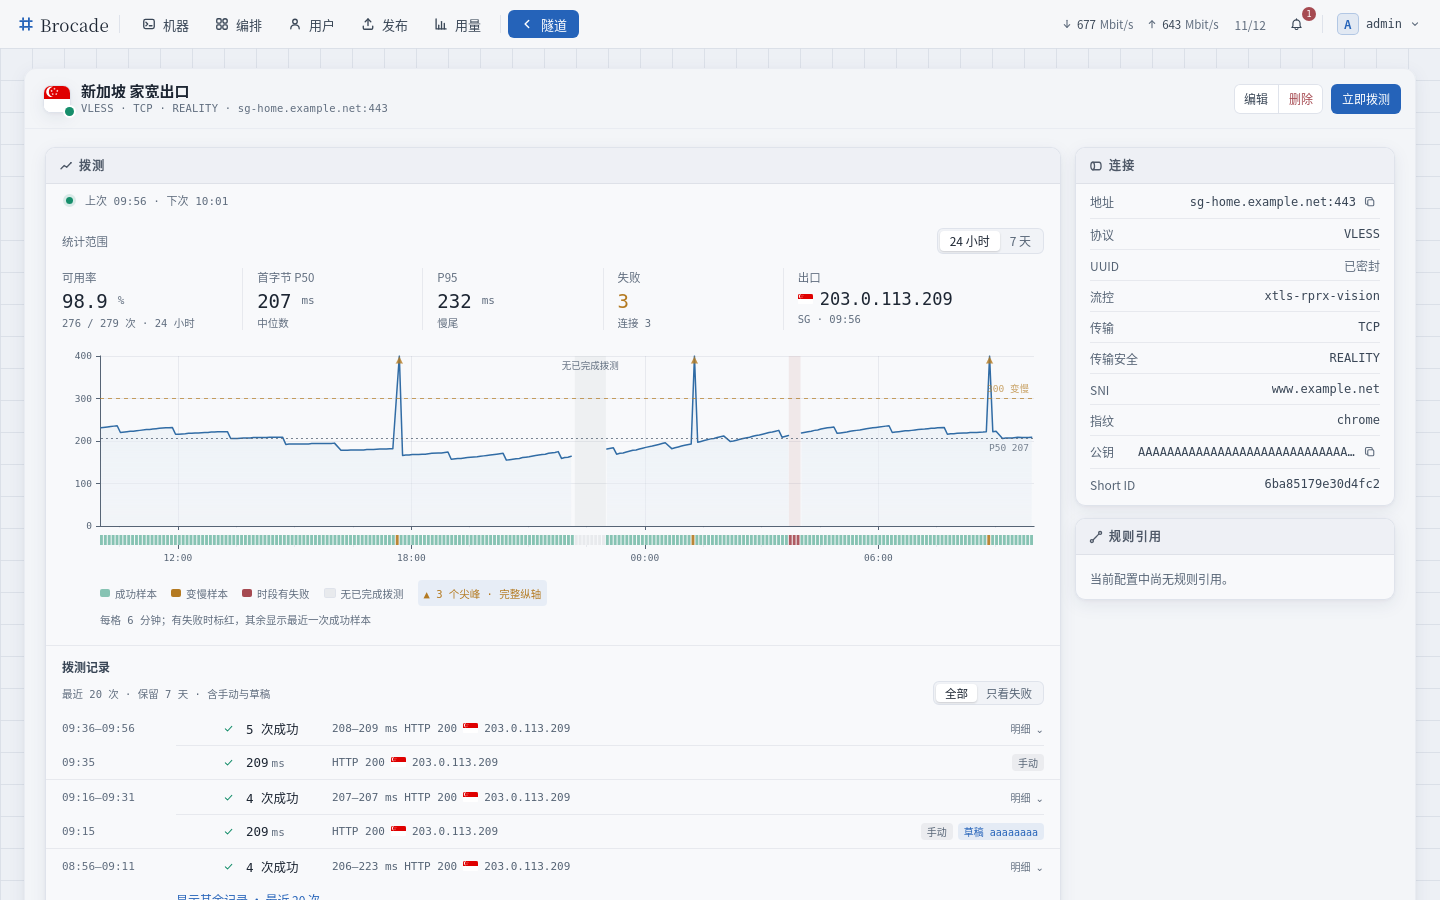 Brocade
机器
编排
用户
发布
用量
隧道
677 Mbit/s
643 Mbit/s
11/12
1
A
admin
新加坡 家宽出口
VLESS · TCP · REALITY · sg-home.example.net:443
编辑
删除
立即拨测
拨测
上次 09:56 · 下次 10:01
统计范围
24 小时
7 天
可用率
98.9 %
276 / 279 次 · 24 小时
首字节 P50
207 ms
中位数
P95
232 ms
慢尾
失败
3
连接 3
出口
203.0.113.209
SG · 09:56
400
300
200
100
0
无已完成拨测
00 变慢
P50 207
12:00
18:00
00:00
06:00
成功样本
变慢样本
时段有失败
无已完成拨测
▲ 3 个尖峰 · 完整纵轴
每格 6 分钟；有失败时标红，其余显示最近一次成功样本
拨测记录
最近 20 次 · 保留 7 天 · 含手动与草稿
全部
只看失败
09:36–09:56
5 次成功
208–209 ms HTTP 200 203.0.113.209
明细
09:35
209 ms
HTTP 200 203.0.113.209
手动
09:16–09:31
4 次成功
207–207 ms HTTP 200 203.0.113.209
明细
09:15
209 ms
HTTP 200 203.0.113.209
手动
草稿 aaaaaaaa
08:56–09:11
4 次成功
206–223 ms HTTP 200 203.0.113.209
明细
显示其余记录 · 最近 20 次
连接
地址
sg-home.example.net:443
协议
VLESS
UUID
已密封
流控
xtls-rprx-vision
传输
TCP
传输安全
REALITY
SNI
www.example.net
指纹
chrome
公钥
AAAAAAAAAAAAAAAAAAAAAAAAAAAAAA…
Short ID
6ba85179e30d4fc2
规则引用
当前配置中尚无规则引用。